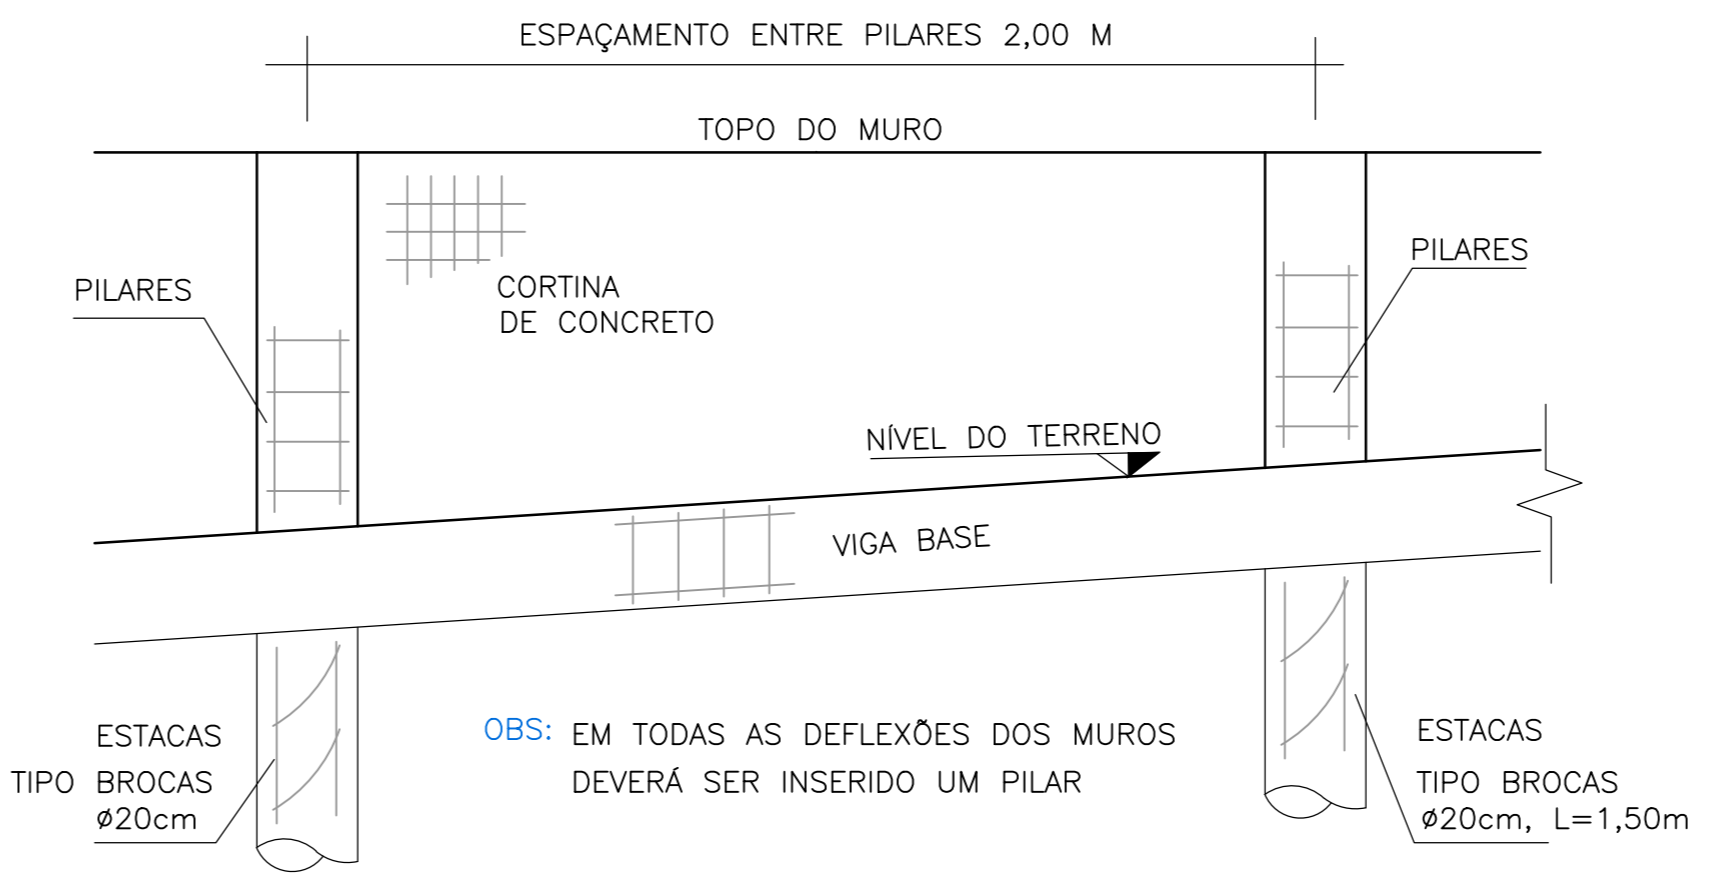 ESPAÇAMENTO ENTRE PILARES 2,00 M
TOPO DO MURO
PILARES
PILARES
CORTINA
DE CONCRETO
NÍVEL DO TERRENO
VIGA BASE
ESTACAS
TIPO BROCAS
ø20cm
OBS: EM TODAS AS DEFLEXÕES DOS MUROS
DEVERÁ SER INSERIDO UM PILAR
ESTACAS
TIPO BROCAS
ø20cm, L=1,50m